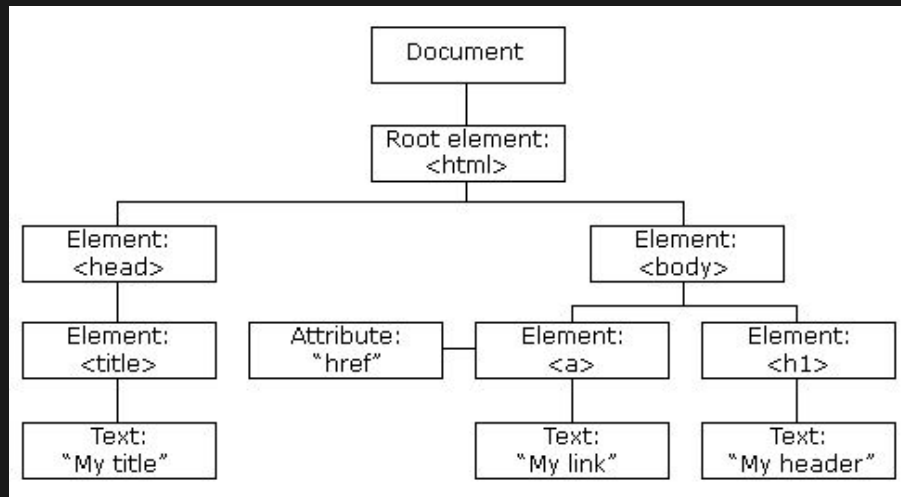 Document
Root element:
<html>
Element:
<head>
Element:
<body>
Element:
<title>
Attribute:
“href”
Element:
<a>
Element:
<h1>
Text:
“My title”
Text:
“My link”
Text:
“My header”